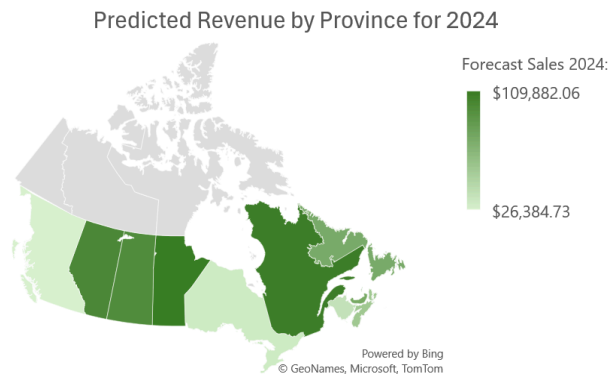 Predicted Revenue by Province for 2024
Forecast Sales 2024:
$109,882.06
$26,384.73
Powered by Bing
© GeoNames, Microsoft, TomTom